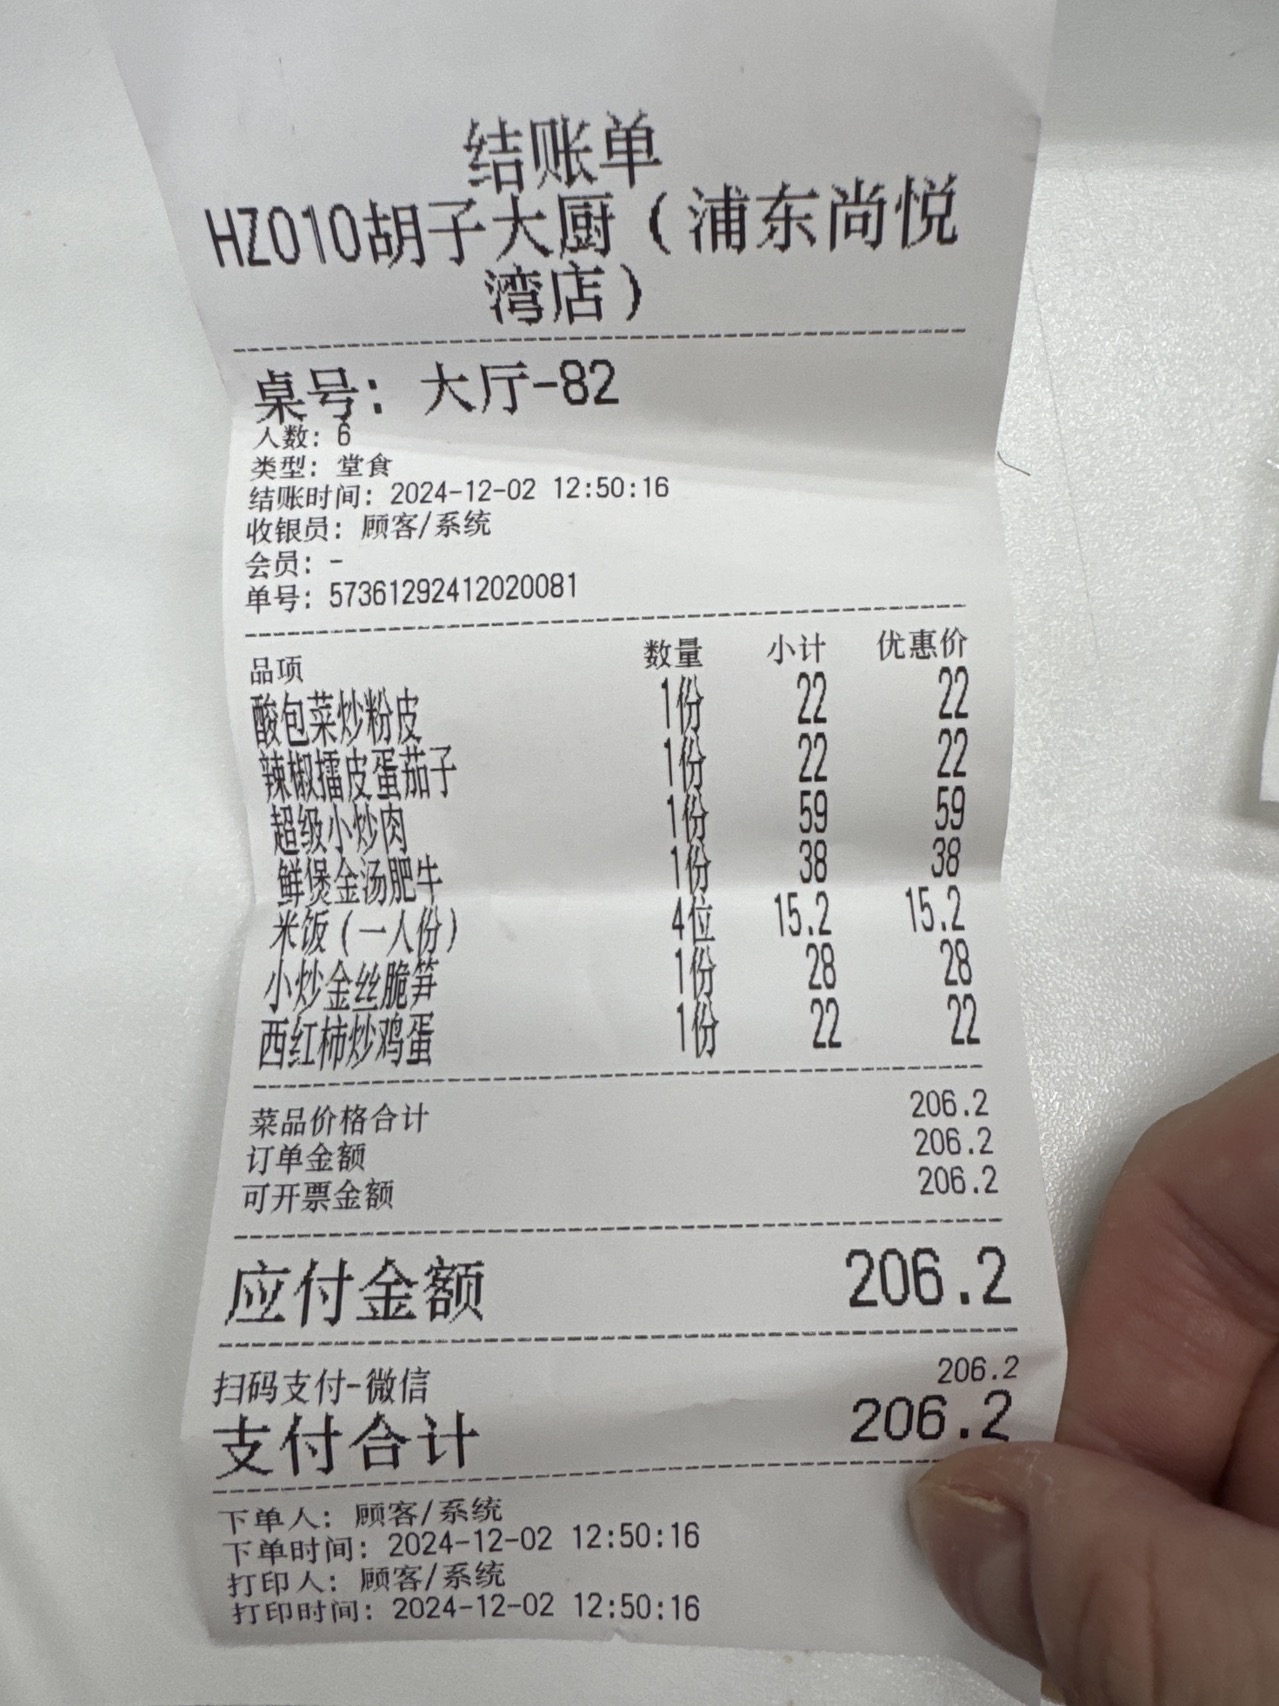 结账单
HZ010胡子大厨（浦东尚悦
湾店）
桌号：大厅-82
人数：6
类型：堂食
结账时间：2024-12-02 12:50:16
收银员：顾客/系统
会员：-
单号：57361292412020081
品项 数量 小计 优惠价
酸包菜炒粉皮 1份 22 22
辣椒擂皮蛋茄子 1份 22 22
超级小炒肉 1份 59 59
鲜煲金汤肥牛 1份 38 38
米饭（一人份） 4位 15.2 15.2
小炒金丝脆笋 1份 28 28
西红柿炒鸡蛋 1份 22 22
菜品价格合计 206.2
订单金额 206.2
可开票金额 206.2
应付金额 206.2
扫码支付-微信 206.2
支付合计 206.2
下单人：顾客/系统
下单时间：2024-12-02 12:50:16
打印人：顾客/系统
打印时间：2024-12-02 12:50:16